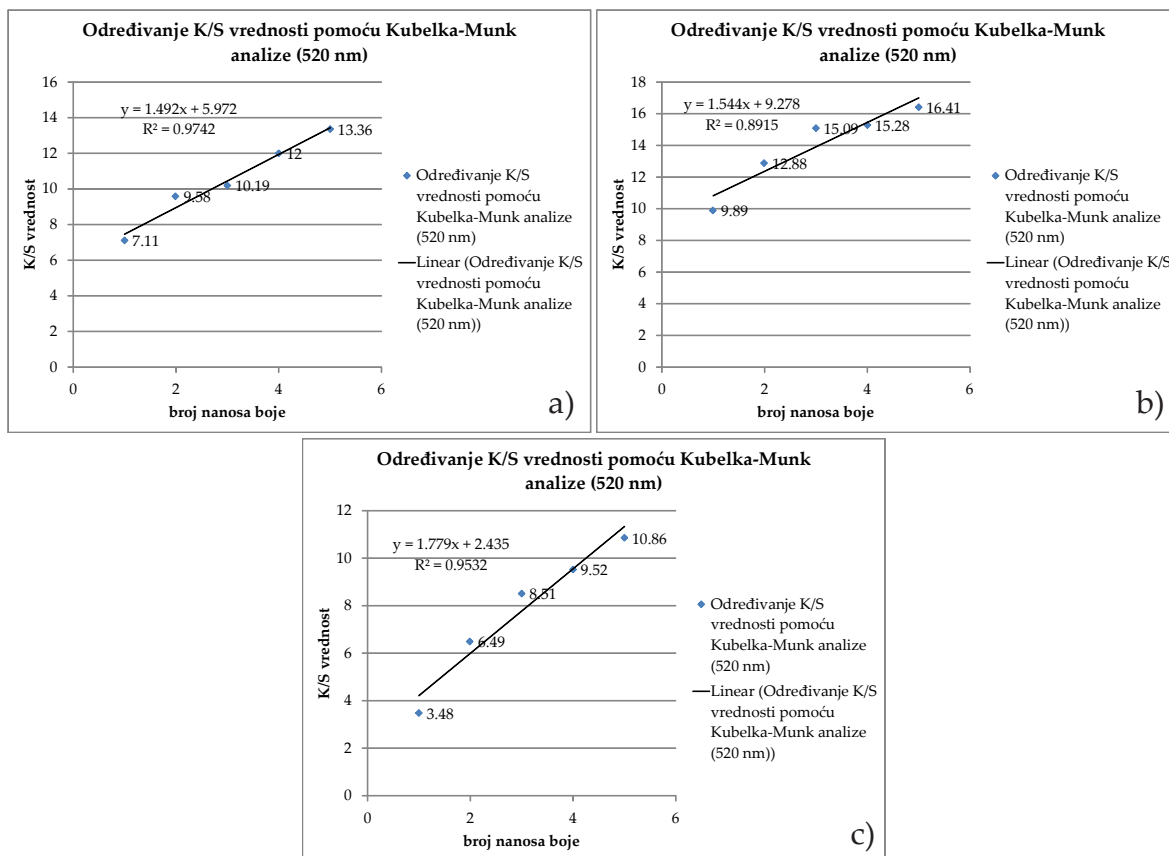 Određivanje K/S vrednosti pomoću Kubelka-Munk
analize (520 nm)
16
14
12
10
8
6
4
2
0
K/S vrednost
y = 1.492x + 5.972
R² = 0.9742
7.11
9.58
10.19
12
13.36
0 2 4 6
broj nanosa boje
Određivanje K/S
vrednosti pomoću
Kubelka-Munk analize
(520 nm)
Linear (Određivanje K/S
vrednosti pomoću
Kubelka-Munk analize
(520 nm))
a)
Određivanje K/S vrednosti pomoću Kubelka-Munk
analize (520 nm)
18
16
14
12
10
8
6
4
2
0
K/S vrednost
y = 1.544x + 9.278
R² = 0.8915
9.89
12.88
15.09
15.28
16.41
0 2 4 6
broj nanosa boje
Određivanje K/S
vrednosti pomoću
Kubelka-Munk analize
(520 nm)
Linear (Određivanje K/S
vrednosti pomoću
Kubelka-Munk analize
(520 nm))
b)
Određivanje K/S vrednosti pomoću Kubelka-Munk
analize (520 nm)
12
10
8
6
4
2
0
K/S vrednost
y = 1.779x + 2.435
R² = 0.9532
3.48
6.49
8.51
9.52
10.86
0 2 4 6
broj nanosa boje
Određivanje K/S
vrednosti pomoću
Kubelka-Munk analize
(520 nm)
Linear (Određivanje K/S
vrednosti pomoću
Kubelka-Munk analize
(520 nm))
c)